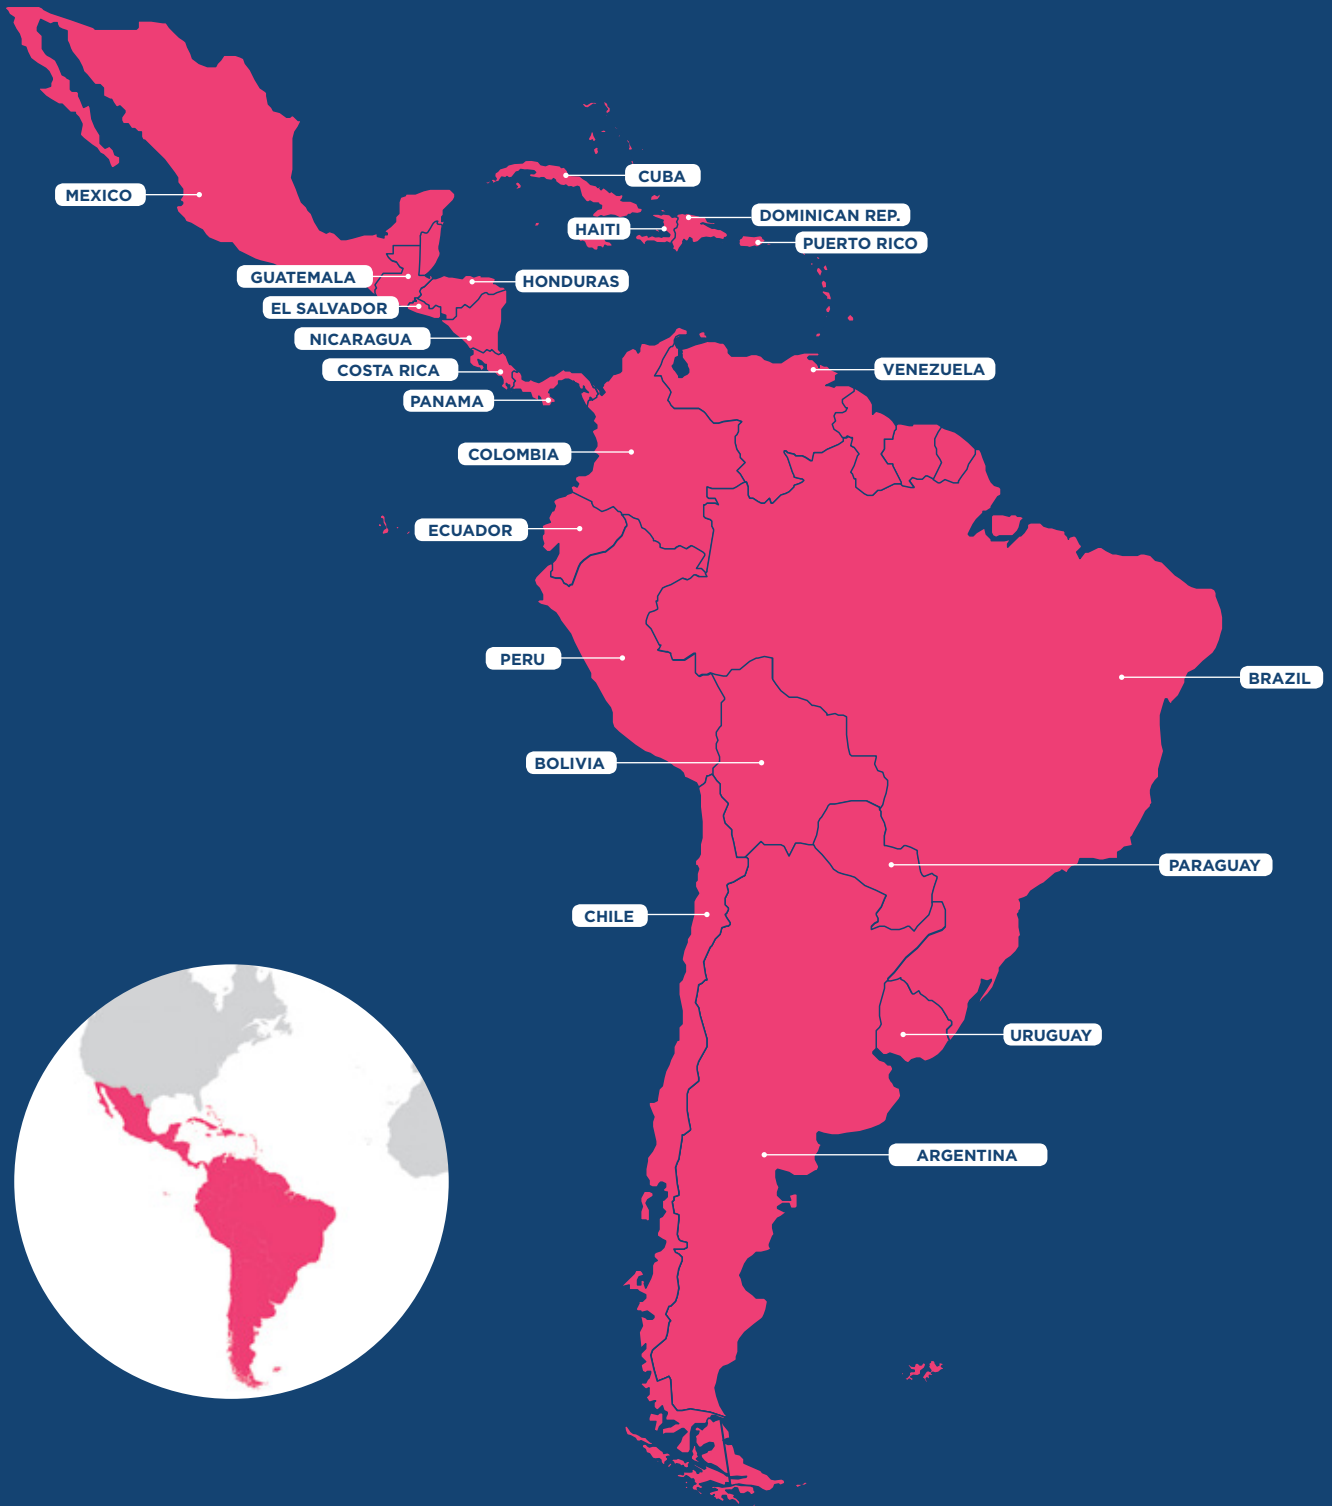 CUBA
MEXICO
DOMINICAN REP.
HAITI
PUERTO RICO
GUATEMALA
HONDURAS
EL SALVADOR
NICARAGUA
COSTA RICA
VENEZUELA
PANAMA
COLOMBIA
ECUADOR
PERU
BRAZIL
BOLIVIA
PARAGUAY
CHILE
URUGUAY
ARGENTINA